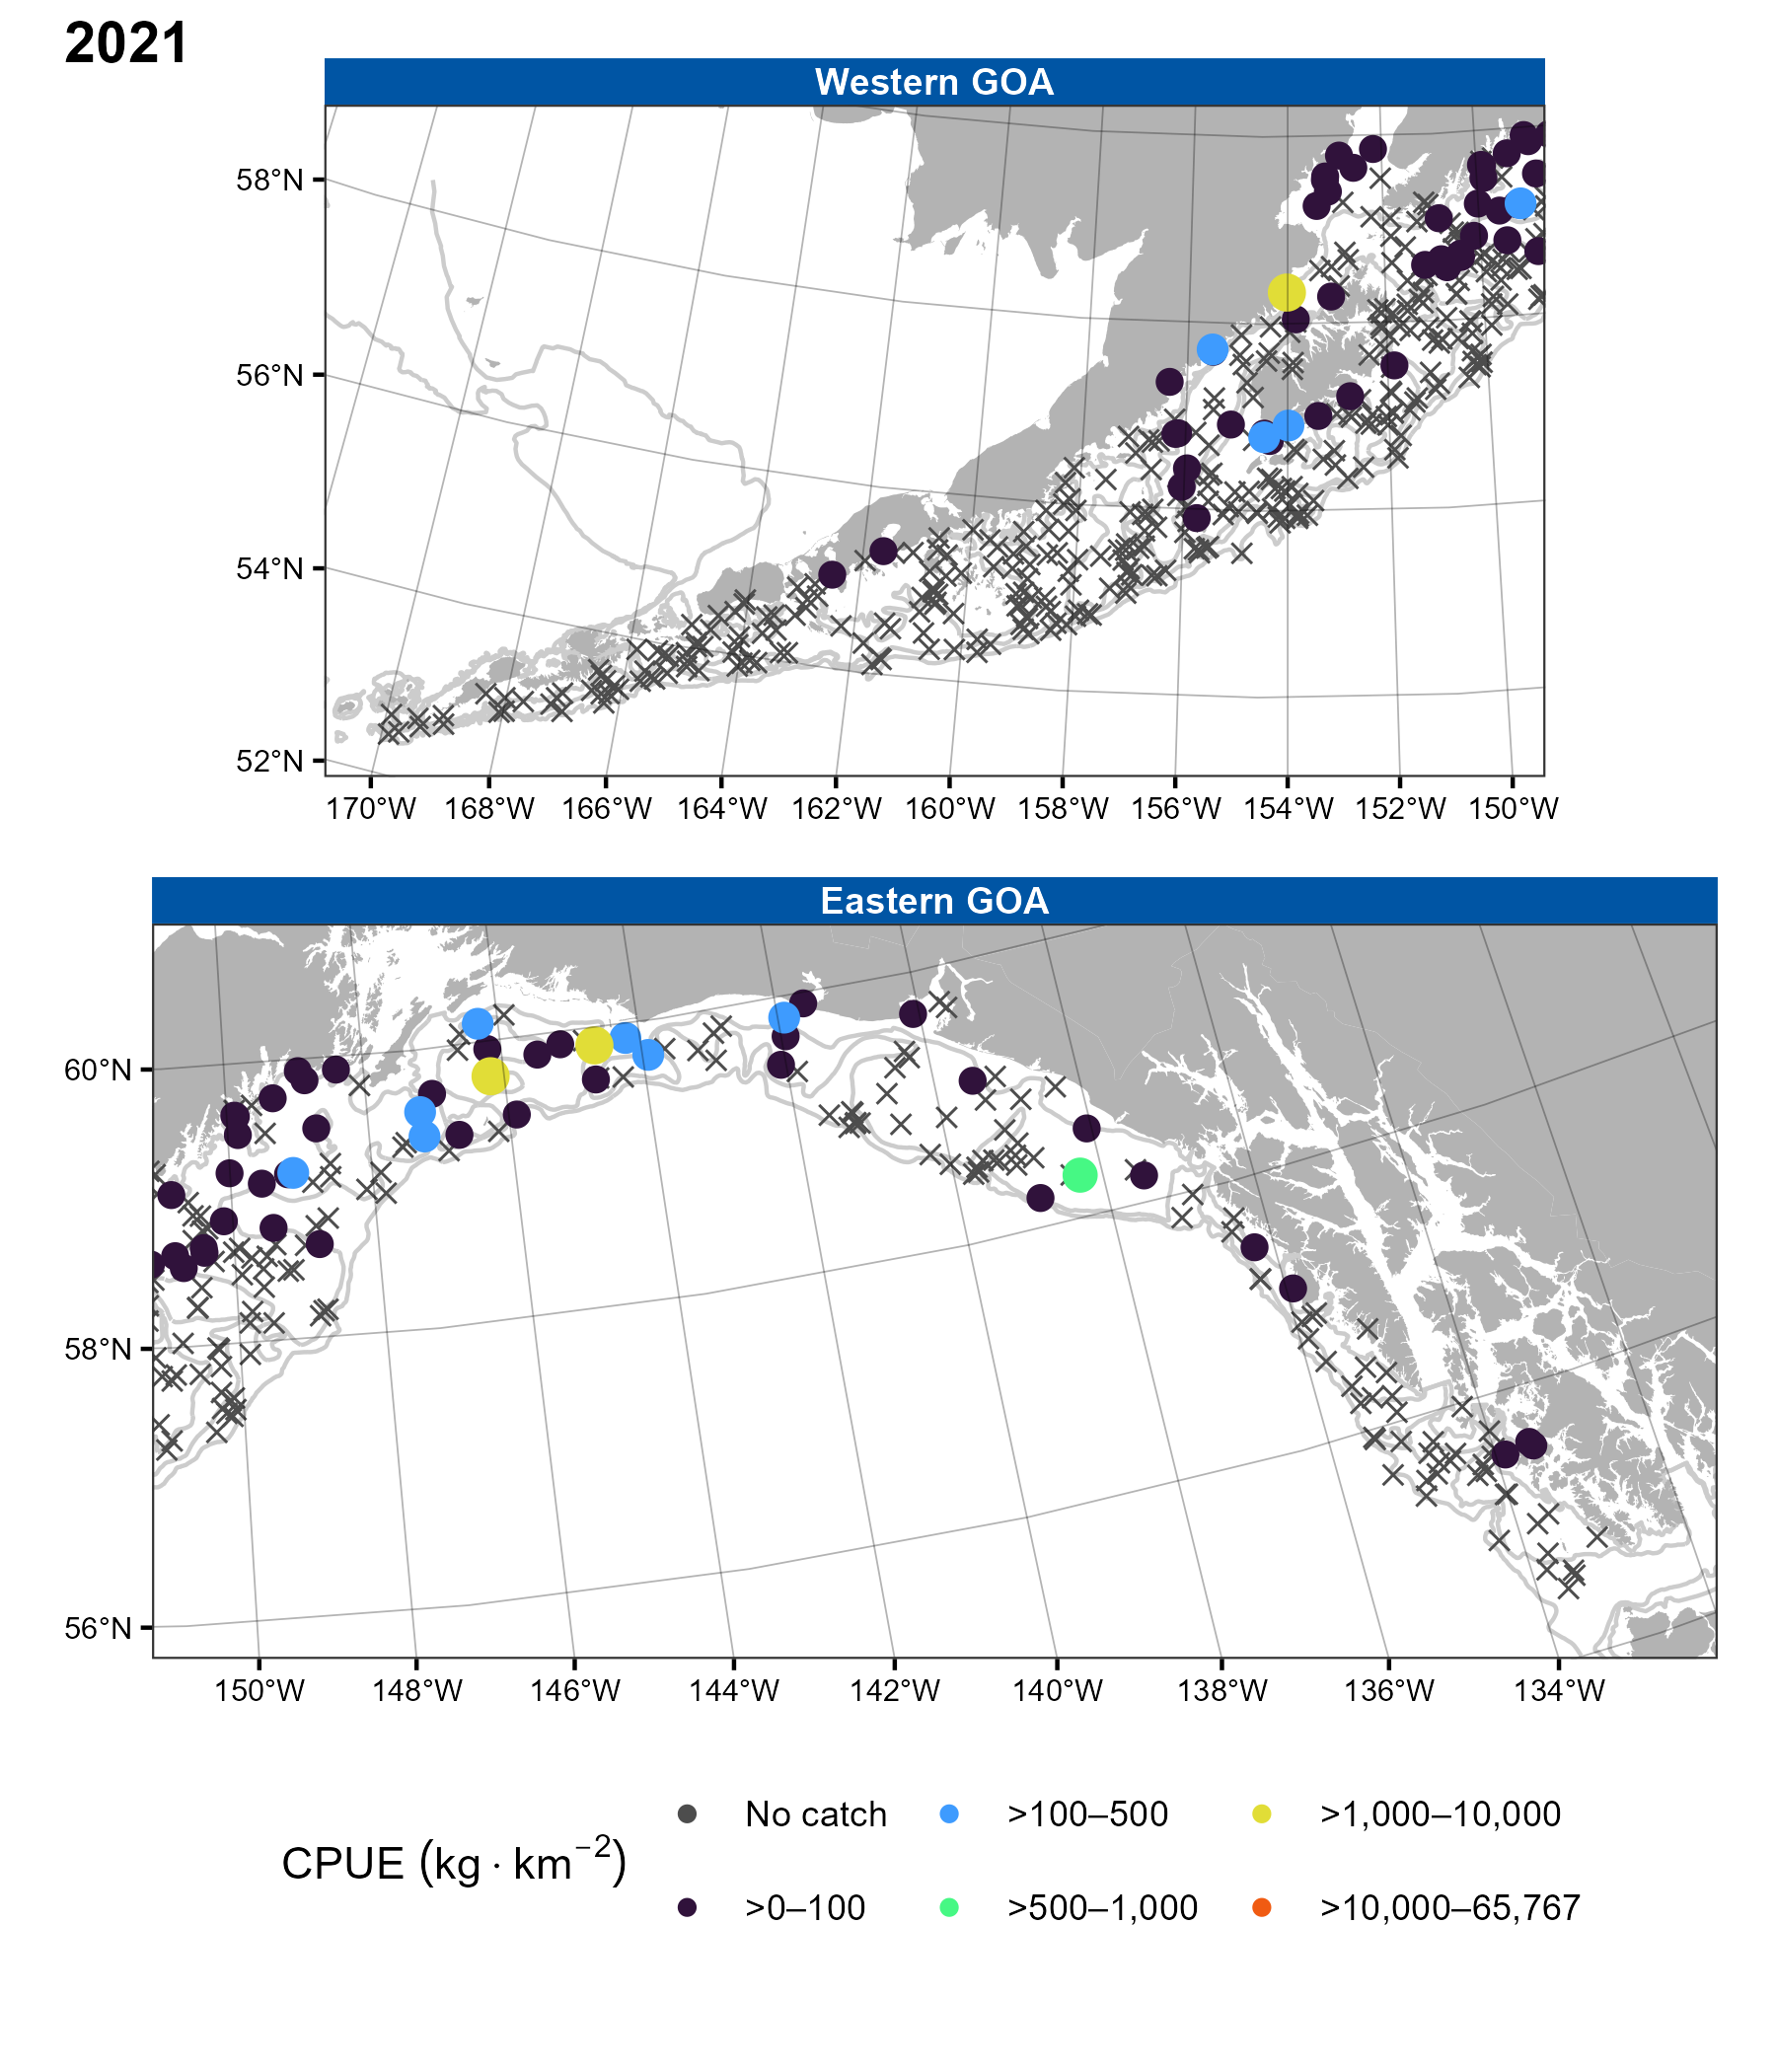 2021
Western GOA
58°N
56°N
54°N
52°N
170°W 168°W 166°W 164°W 162°W 160°W 158°W 156°W 154°W 152°W 150°W
Eastern GOA
60°N
58°N
56°N
150°W 148°W 146°W 144°W 142°W 140°W 138°W 136°W 134°W
CPUE (kg · km⁻²)
No catch >100–500 >1,000–10,000
>0–100 >500–1,000 >10,000–65,767